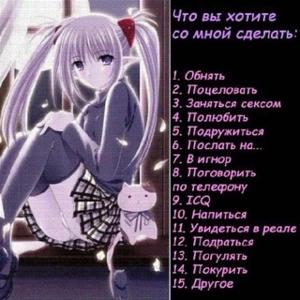 Что вы хотите
со мной сделать:
1. Обнять
2. Поцеловать
3. Заняться сексом
4. Полюбить
5. Подружиться
6. Послать на...
7. В игнор
8. Поговорить
по телефону
9. ICQ
10. Напиться
11. Увидеться в реале
12. Подраться
13. Погулять
14. Покурить
15. Другое